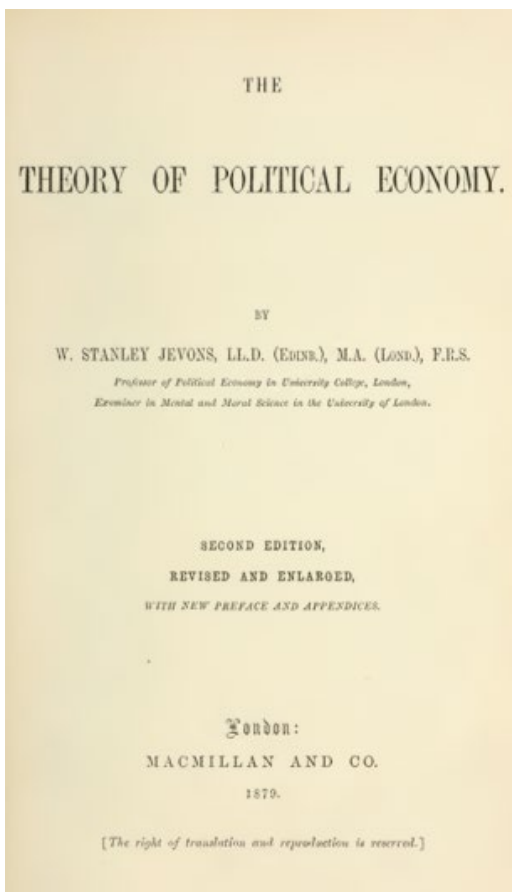 THE
THEORY OF POLITICAL ECONOMY.
BY
W. STANLEY JEVONS, LL.D. (EDINB.), M.A. (LOND.), F.R.S.
Professor of Political Economy in University College, London,
Examiner in Mental and Moral Science in the University of London.
SECOND EDITION,
REVISED AND ENLARGED,
WITH NEW PREFACE AND APPENDICES.
London:
MACMILLAN AND CO.
1879.
[The right of translation and reproduction is reserved.]